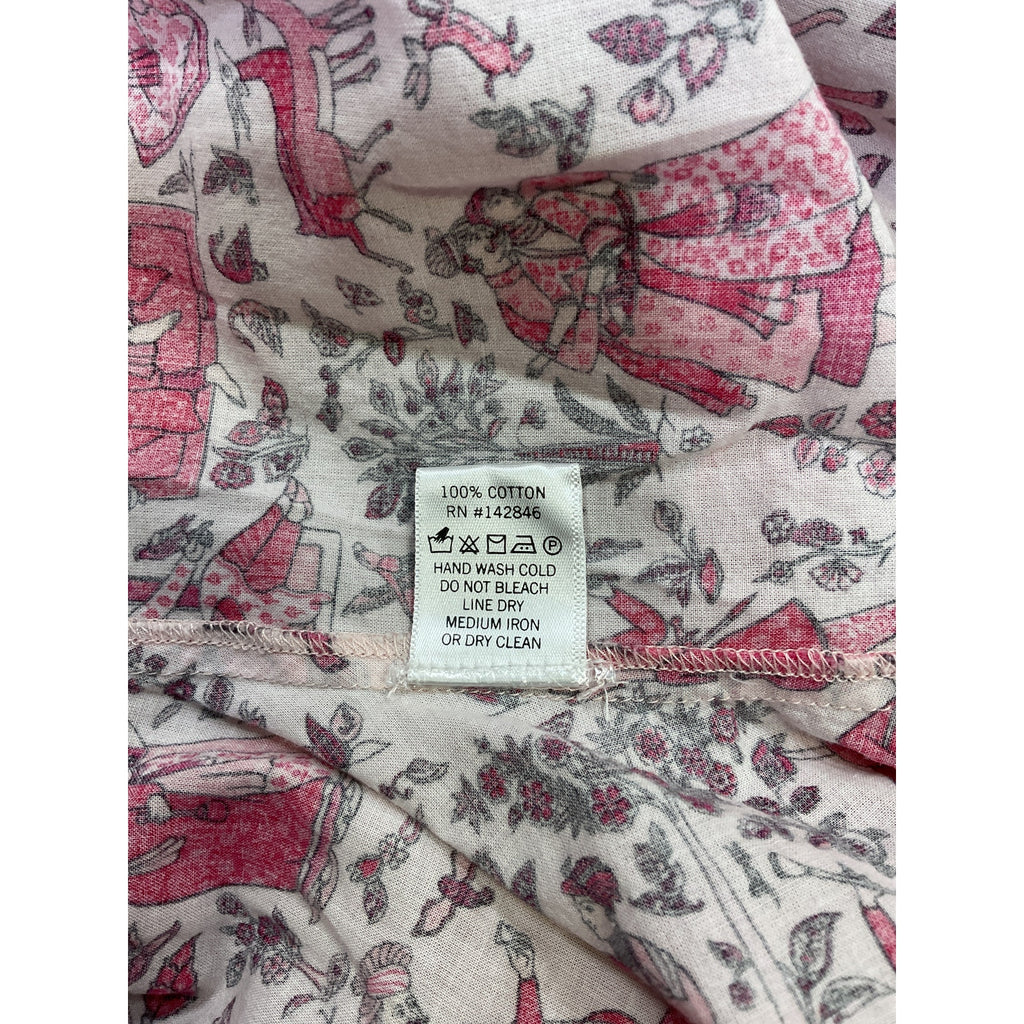 100% COTTON
RN #142846
P
HAND WASH COLD
DO NOT BLEACH
LINE DRY
MEDIUM IRON
OR DRY CLEAN